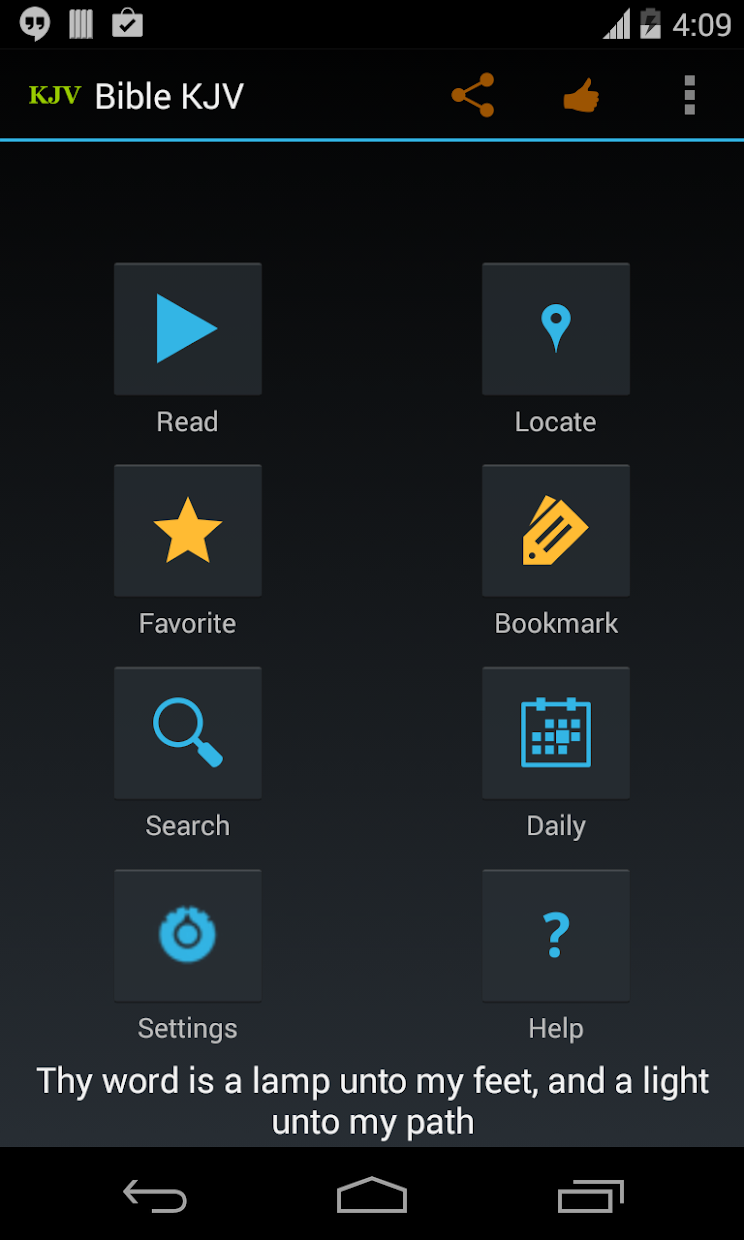 4:09
KJV Bible KJV
Read Locate
Favorite Bookmark
Search Daily
Settings ? Help
Thy word is a lamp unto my feet, and a light
unto my path